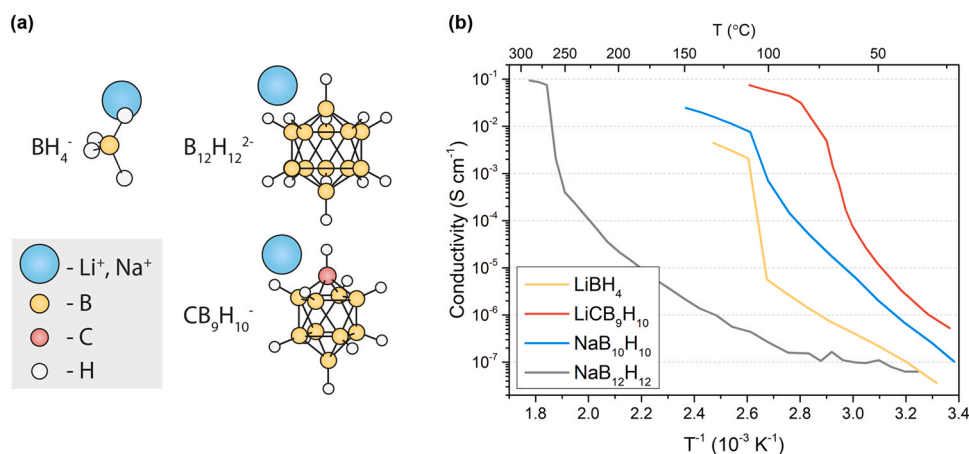 (a)
BH₄⁻
B₁₂H₁₂²⁻
- Li⁺, Na⁺
- B
- C
- H
CB₉H₁₀⁻
(b)
T (°C)
300 250 200 150 100 50
10⁻¹
10⁻²
10⁻³
10⁻⁴
10⁻⁵
10⁻⁶
10⁻⁷
Conductivity (S cm⁻¹)
LiBH₄
LiCB₉H₁₀
NaB₁₀H₁₀
NaB₁₂H₁₂
1.8 2.0 2.2 2.4 2.6 2.8 3.0 3.2 3.4
T⁻¹ (10⁻³ K⁻¹)